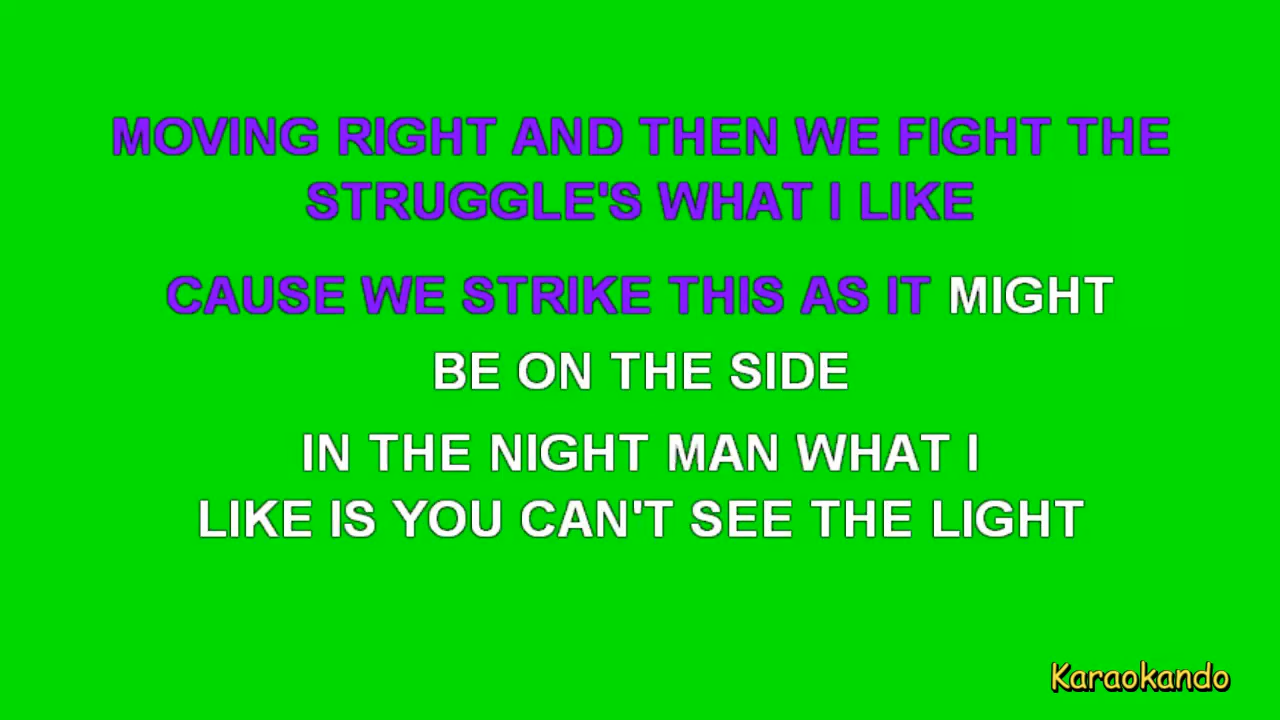 MOVING RIGHT AND THEN WE FIGHT THE
STRUGGLE'S WHAT I LIKE
CAUSE WE STRIKE THIS AS IT MIGHT
BE ON THE SIDE
IN THE NIGHT MAN WHAT I
LIKE IS YOU CAN'T SEE THE LIGHT
Karaokando